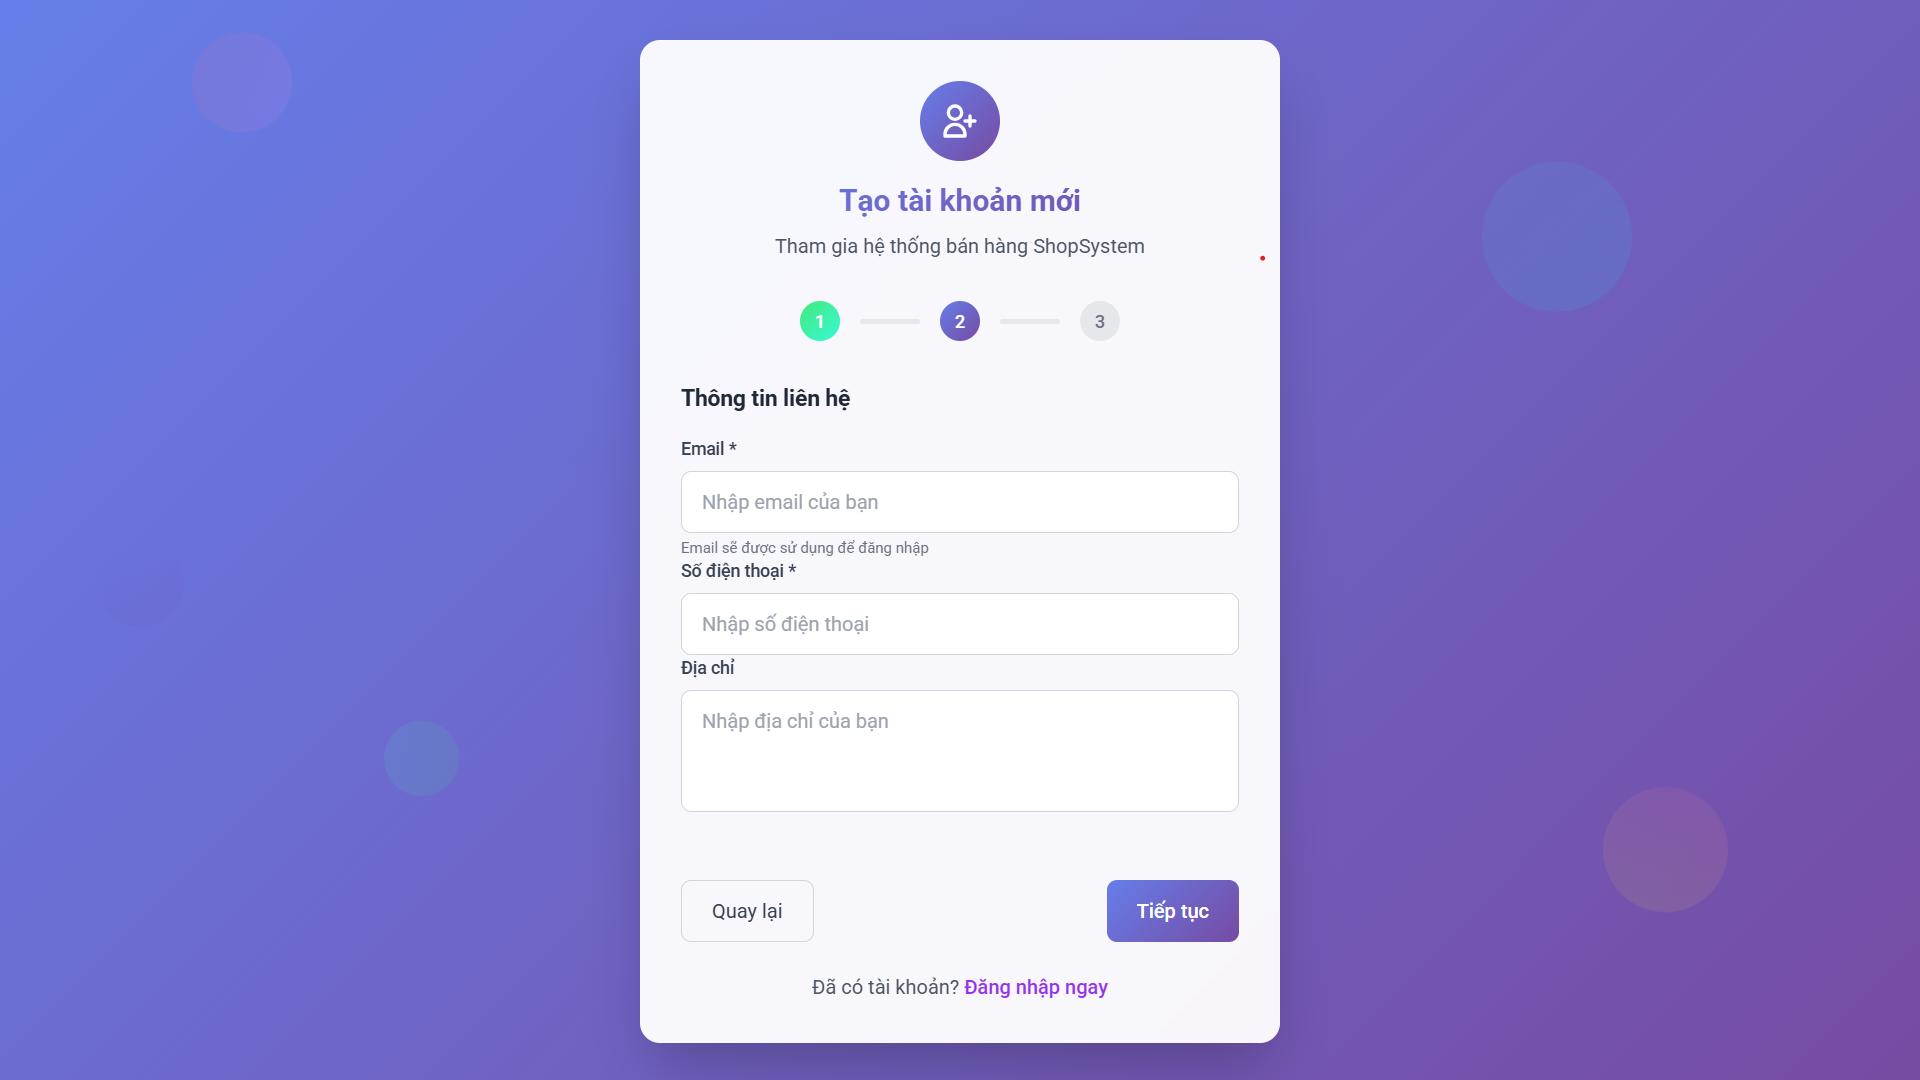 Tạo tài khoản mới
Tham gia hệ thống bán hàng ShopSystem
1 2 3
Thông tin liên hệ
Email *
Nhập email của bạn
Email sẽ được sử dụng để đăng nhập
Số điện thoại *
Nhập số điện thoại
Địa chỉ
Nhập địa chỉ của bạn
Quay lại Tiếp tục
Đã có tài khoản? Đăng nhập ngay